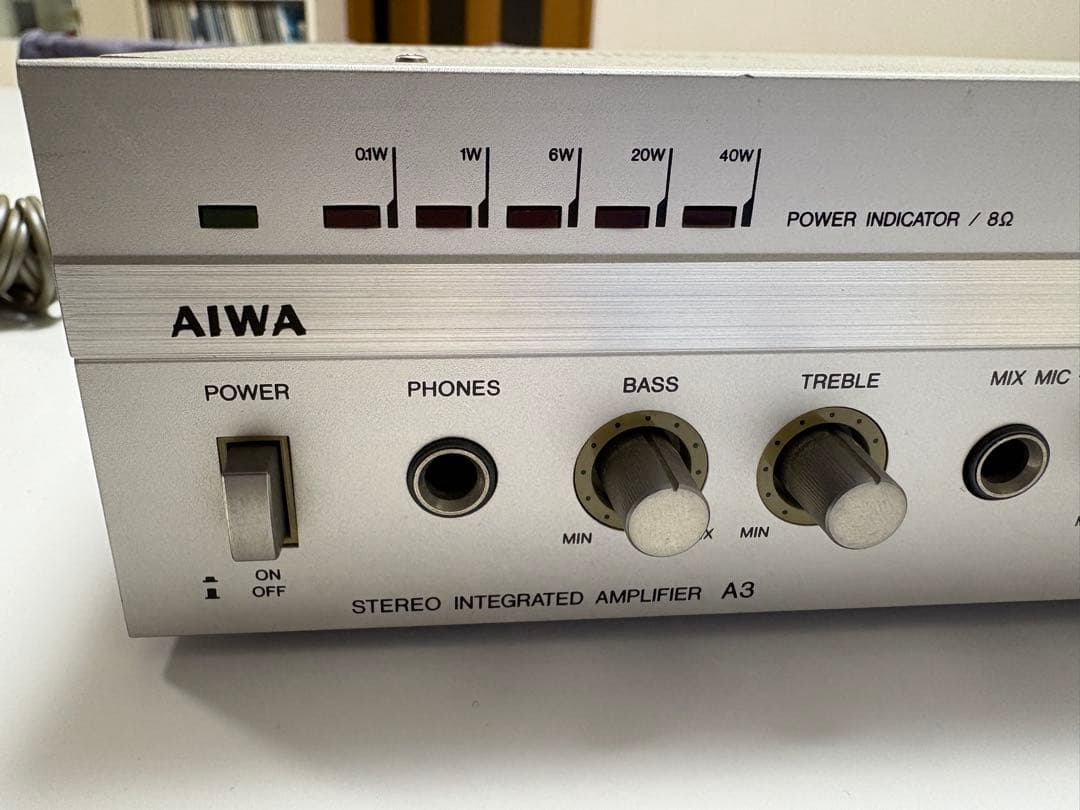 0.1W 1W 6W 20W 40W
POWER INDICATOR / 8Ω
AIWA
POWER PHONES BASS TREBLE MIX MIC
MIN MIN
ON
OFF
STEREO INTEGRATED AMPLIFIER A3